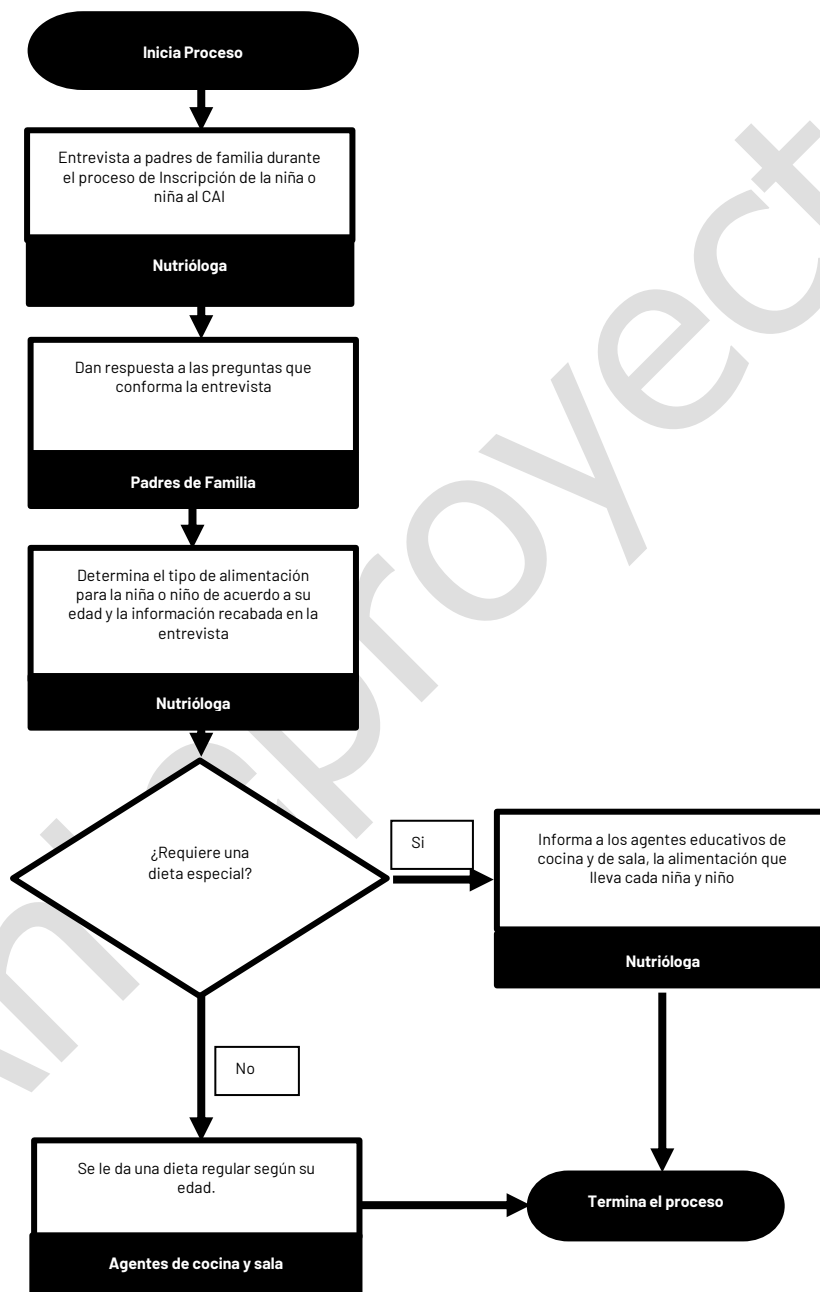 Inicia Proceso
Entrevista a padres de familia durante
el proceso de Inscripción de la niña o
niña al CAI
Nutrióloga
Dan respuesta a las preguntas que
conforma la entrevista
Padres de Familia
Determina el tipo de alimentación
para la niña o niño de acuerdo a su
edad y la información recabada en la
entrevista
Nutrióloga
¿Requiere una
dieta especial?
Si
Informa a los agentes educativos de
cocina y de sala, la alimentación que
lleva cada niña y niño
Nutrióloga
No
Se le da una dieta regular según su
edad.
Agentes de cocina y sala
Termina el proceso